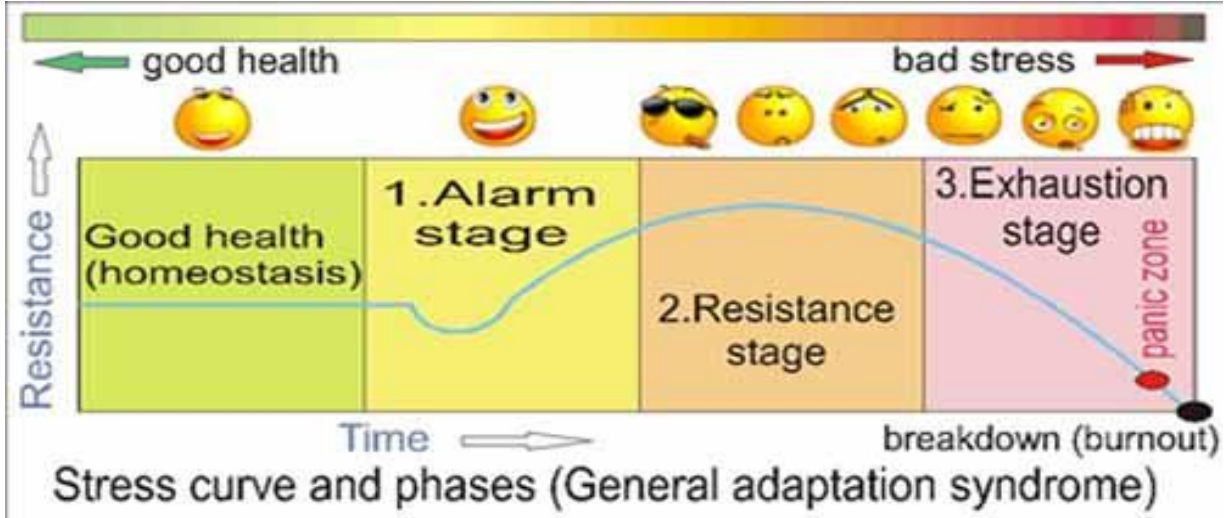 good health
bad stress
Resistance
Good health
(homeostasis)
1.Alarm
stage
2.Resistance
stage
3.Exhaustion
stage
panic zone
Time
breakdown (burnout)
Stress curve and phases (General adaptation syndrome)